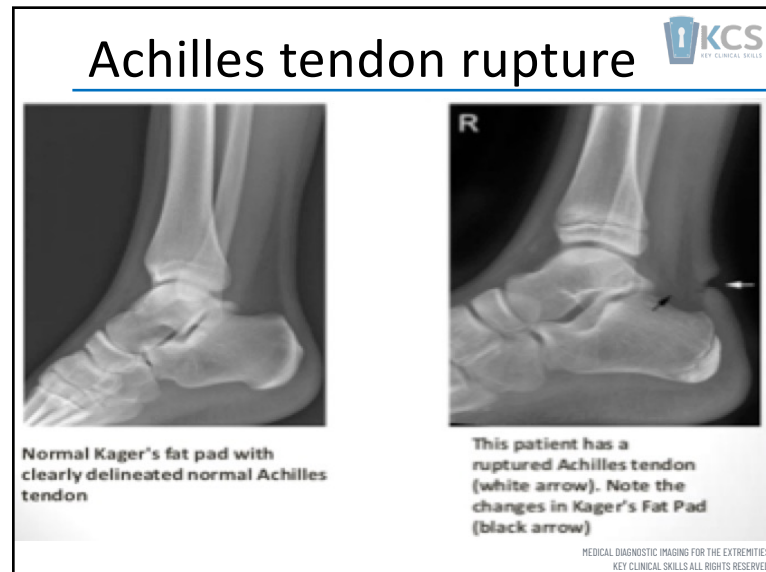 Achilles tendon rupture
KCS
KEY CLINICAL SKILLS
R
Normal Kager's fat pad with
clearly delineated normal Achilles
tendon
This patient has a
ruptured Achilles tendon
(white arrow). Note the
changes in Kager's Fat Pad
(black arrow)
MEDICAL DIAGNOSTIC IMAGING FOR THE EXTREMITIES
KEY CLINICAL SKILLS ALL RIGHTS RESERVE